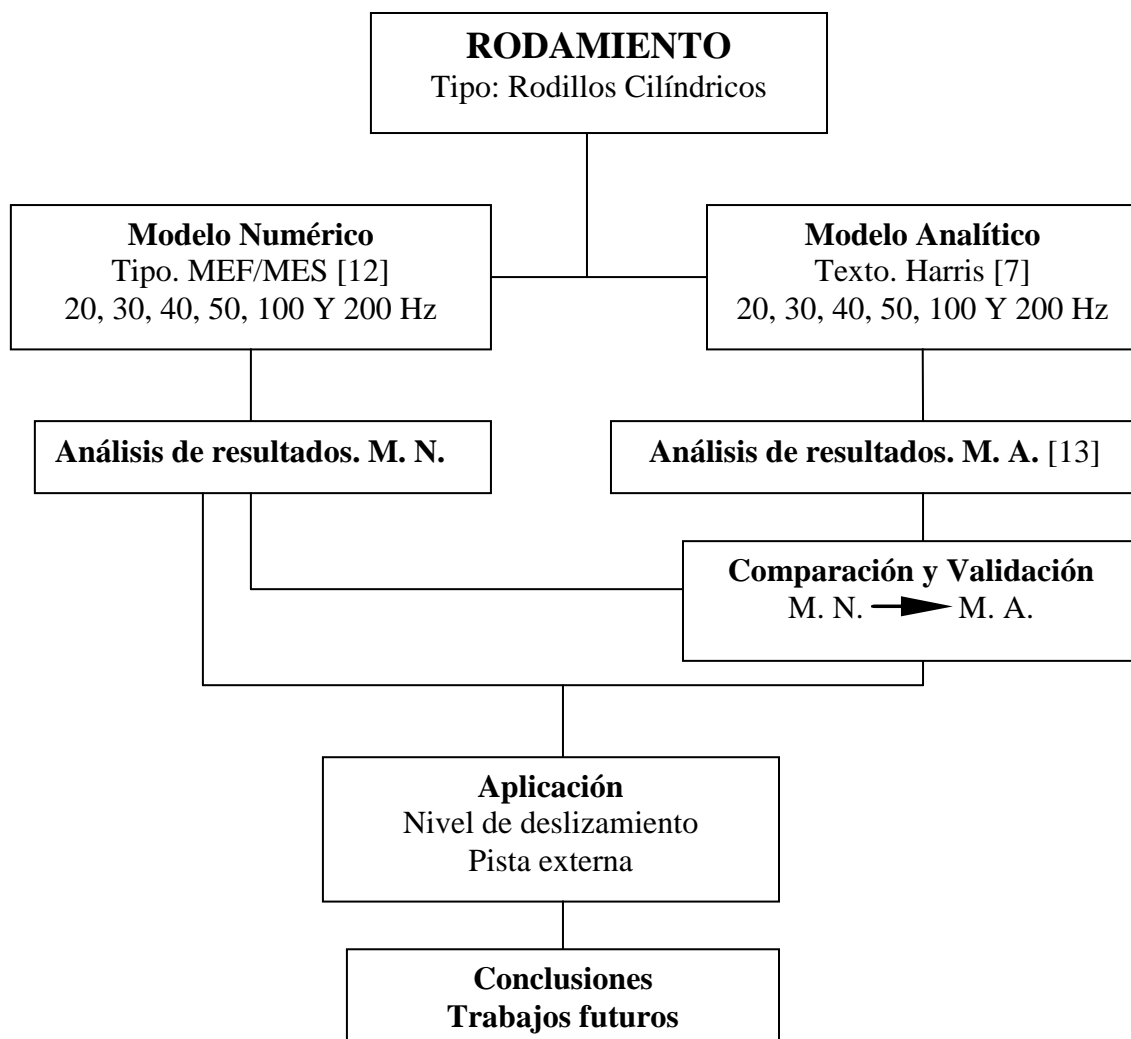 RODAMIENTO
Tipo: Rodillos Cilíndricos
Modelo Numérico
Tipo. MEF/MES [12]
20, 30, 40, 50, 100 Y 200 Hz
Modelo Analítico
Texto. Harris [7]
20, 30, 40, 50, 100 Y 200 Hz
Análisis de resultados. M. N.
Análisis de resultados. M. A. [13]
Comparación y Validación
M. N. M. A.
Aplicación
Nivel de deslizamiento
Pista externa
Conclusiones
Trabajos futuros